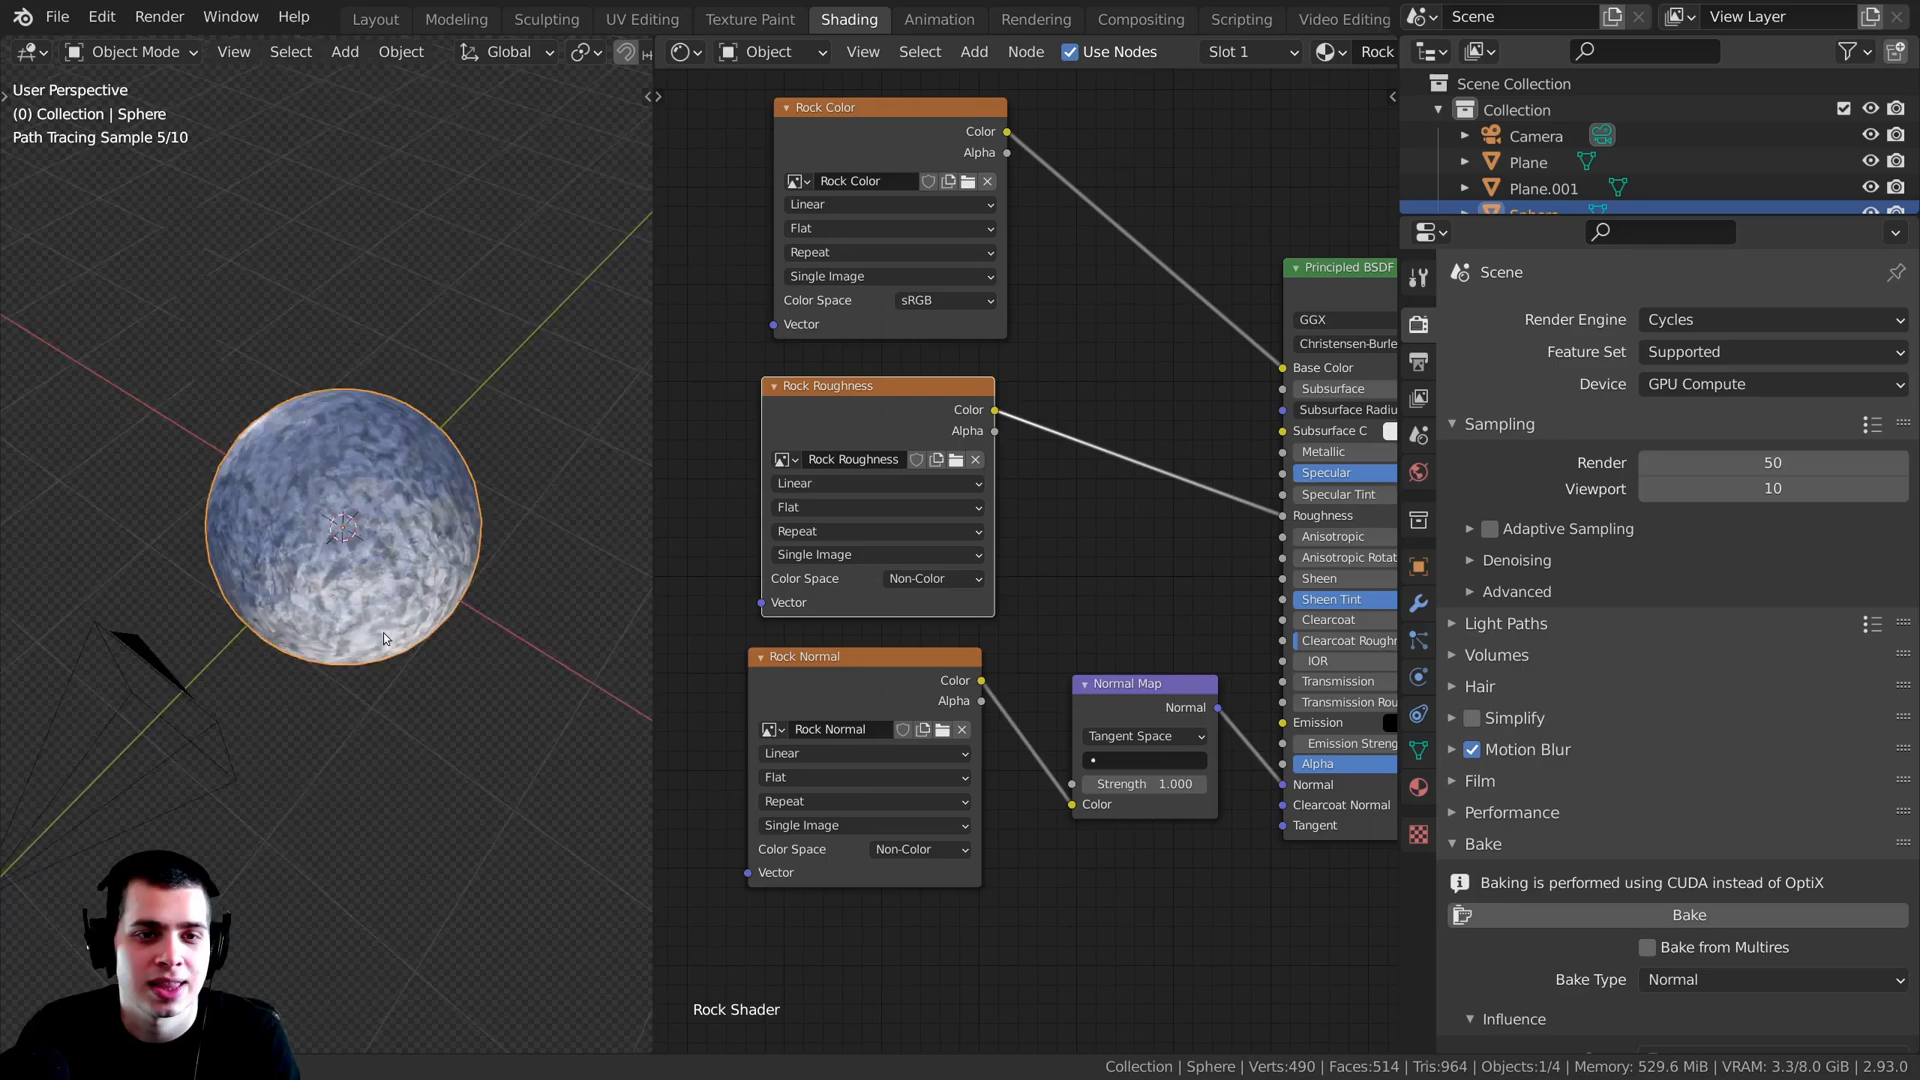 File Edit Render Window Help Layout Modeling Sculpting UV Editing Texture Paint Shading Animation Rendering Compositing Scripting Video Editing Scene View Layer
Object Mode View Select Add Object Global
Object View Select Add Node Use Nodes Slot 1 Rock
User Perspective
(0) Collection | Sphere
Path Tracing Sample 5/10
Rock Color
Color
Alpha
Rock Color
Linear
Flat
Repeat
Single Image
Color Space sRGB
Vector
Rock Roughness
Color
Alpha
Rock Roughness
Linear
Flat
Repeat
Single Image
Color Space Non-Color
Vector
Rock Normal
Color
Alpha
Rock Normal
Linear
Flat
Repeat
Single Image
Color Space Non-Color
Vector
Normal Map
Normal
Tangent Space
Strength 1.000
Color
Principled BSDF
GGX
Christensen-Burle
Base Color
Subsurface
Subsurface Radiu
Subsurface C
Metallic
Specular
Specular Tint
Roughness
Anisotropic
Anisotropic Rotat
Sheen
Sheen Tint
Clearcoat
Clearcoat Roughr
IOR
Transmission
Transmission Rou
Emission
Emission Streng
Alpha
Normal
Clearcoat Normal
Tangent
Rock Shader
Scene Collection
Collection
Camera
Plane
Plane.001
Sphere
Scene
Render Engine Cycles
Feature Set Supported
Device GPU Compute
Sampling
Render 50
Viewport 10
Adaptive Sampling
Denoising
Advanced
Light Paths
Volumes
Hair
Simplify
Motion Blur
Film
Performance
Bake
Baking is performed using CUDA instead of OptiX
Bake
Bake from Multires
Bake Type Normal
Influence
Collection | Sphere | Verts:490 | Faces:514 | Tris:964 | Objects:1/4 | Memory: 529.6 MiB | VRAM: 3.3/8.0 GiB | 2.93.0